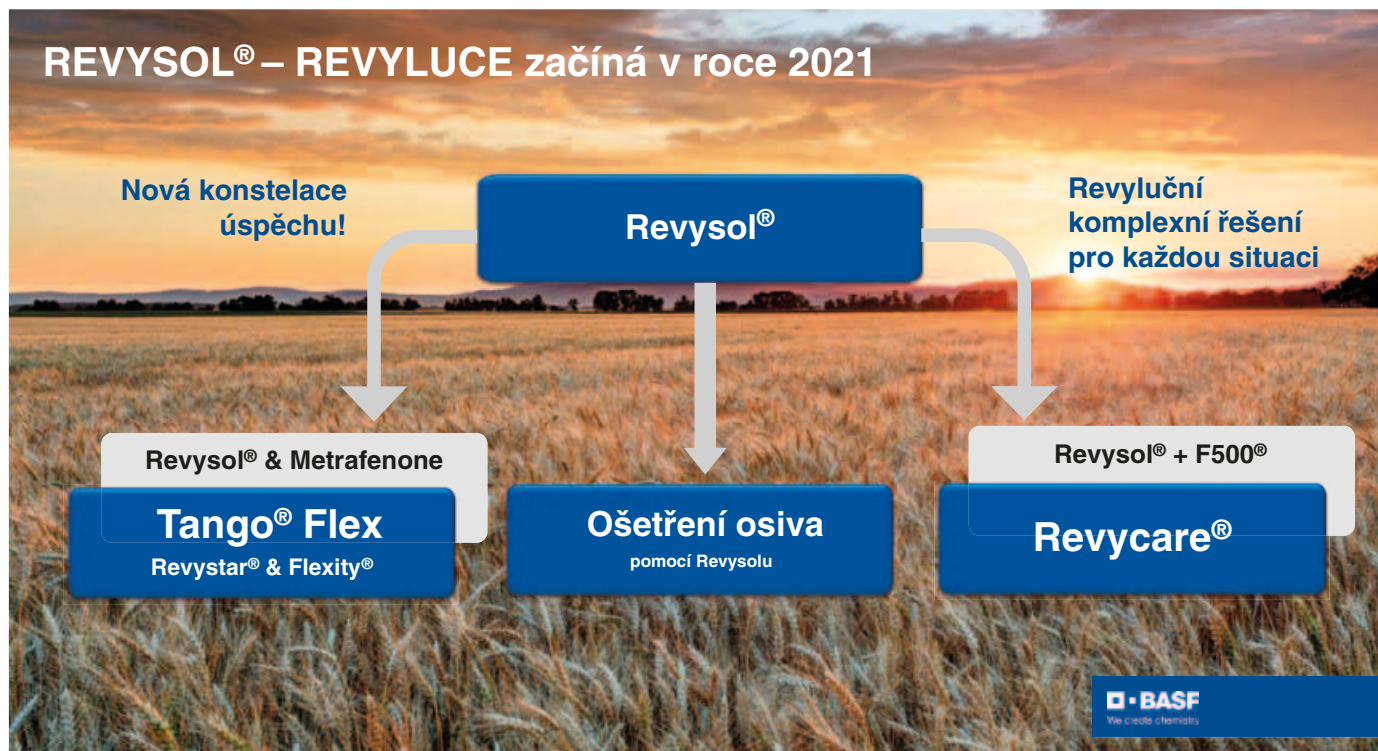 REVYSOL® – REVYLUCE začíná v roce 2021
Nová konstelace
úspěchu!
Revysol®
Revyluční
komplexní řešení
pro každou situaci
Revysol® & Metrafenone
Tango® Flex
Revystar® & Flexity®
Ošetření osiva
pomocí Revysolu
Revysol® + F500®
Revycare®
BASF
We create chemistry